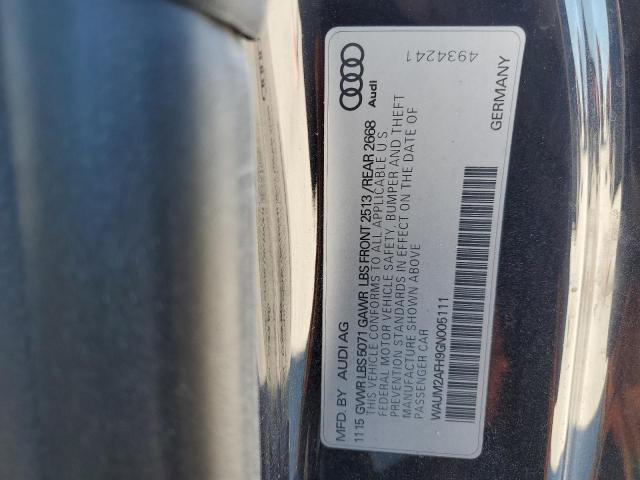 MFD. BY AUDI AG
1115 GVWR LBS 5071 GAWR LBS FRONT 2513 / REAR 2668
THIS VEHICLE CONFORMS TO ALL APPLICABLE U.S.
FEDERAL MOTOR VEHICLE SAFETY, BUMPER AND THEFT
PREVENTION STANDARDS IN EFFECT ON THE DATE OF
MANUFACTURE SHOWN ABOVE
PASSENGER CAR
WAUM2AFH9GN005111
Audi
4934241
GERMANY